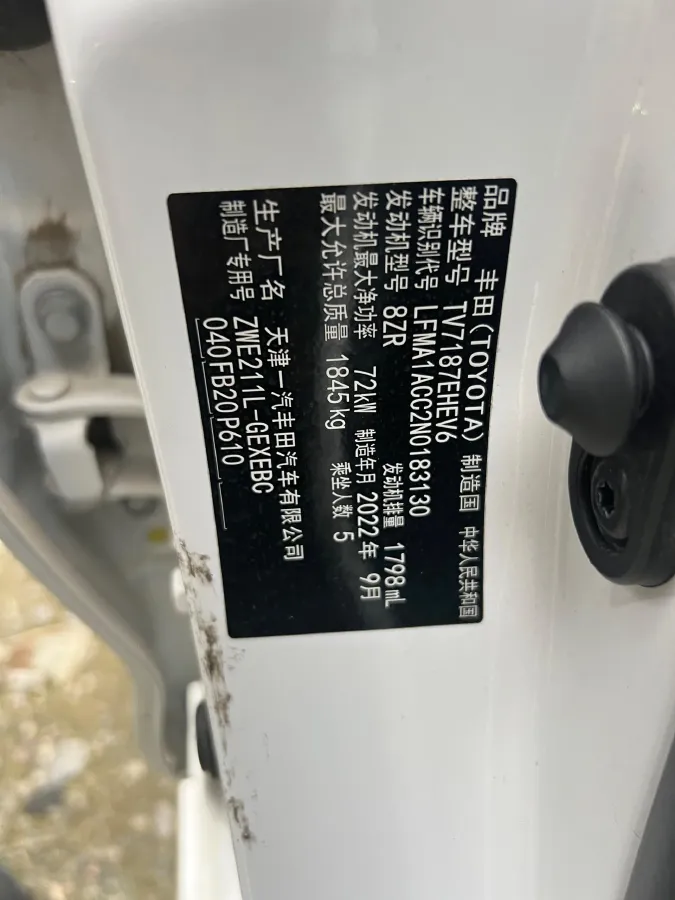 品牌 丰田(TOYOTA) 制造国 中华人民共和国
整车型号 TV7187EHEV6
车辆识别代号 LFMA1ACC2N0183130
发动机型号 8ZR 发动机排量 1798mL
发动机最大净功率 72kW 制造年月 2022年 9月
最大允许总质量 1845kg 乘坐人数 5
生产厂名 天津一汽丰田汽车有限公司
制造厂专用号 ZWE211L-GEXEBC
040 FB20 P610